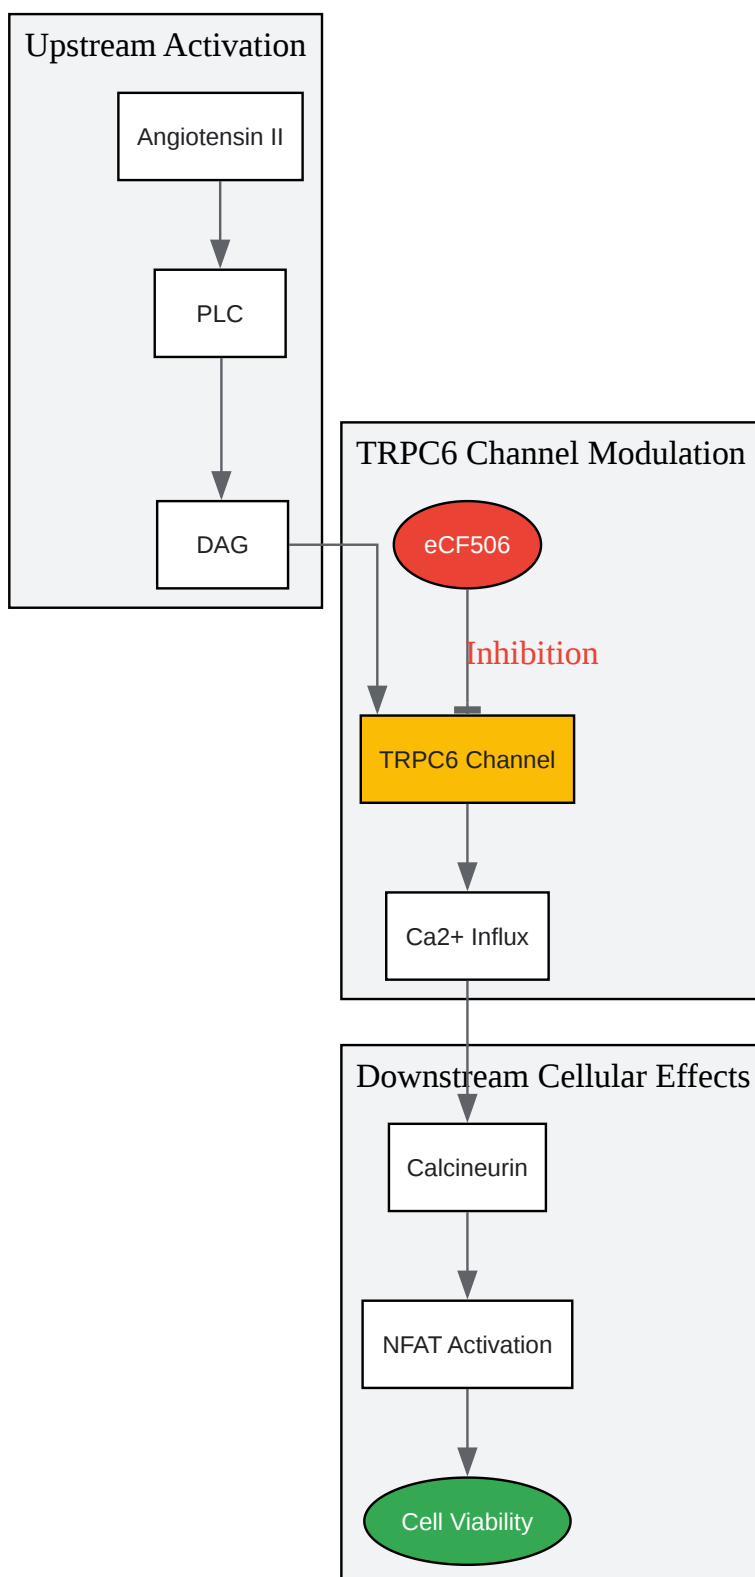 Upstream Activation
Angiotensin II
PLC
DAG
TRPC6 Channel Modulation
eCF506
Inhibition
TRPC6 Channel
Ca2+ Influx
Downstream Cellular Effects
Calcineurin
NFAT Activation
Cell Viability